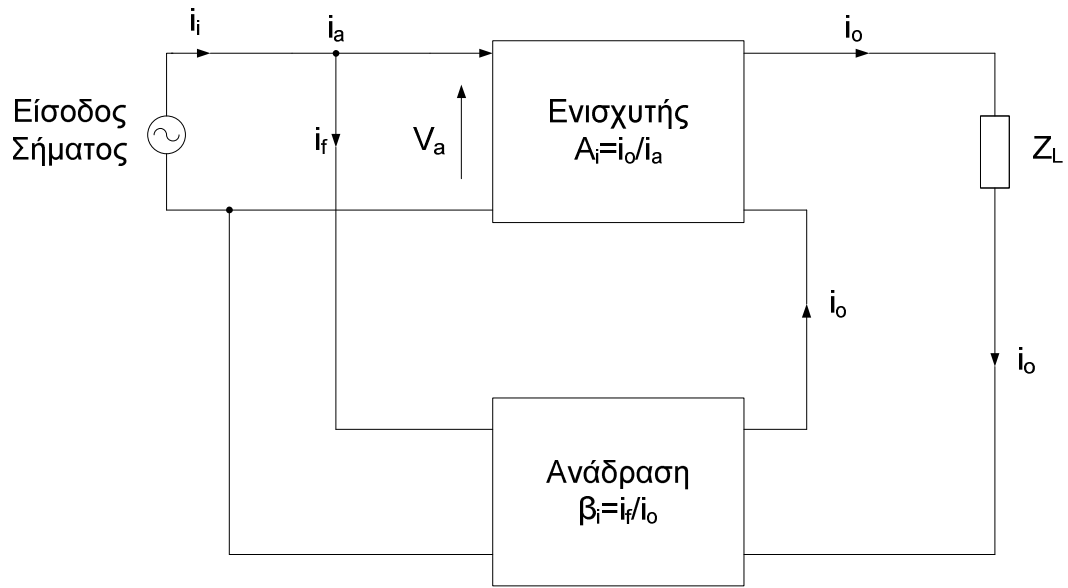 i_i
i_a
i_o
Είσοδος
Σήματος
i_f
V_a
Ενισχυτής
A_i=i_o/i_a
Z_L
i_o
i_o
Ανάδραση
β_i=i_f/i_o